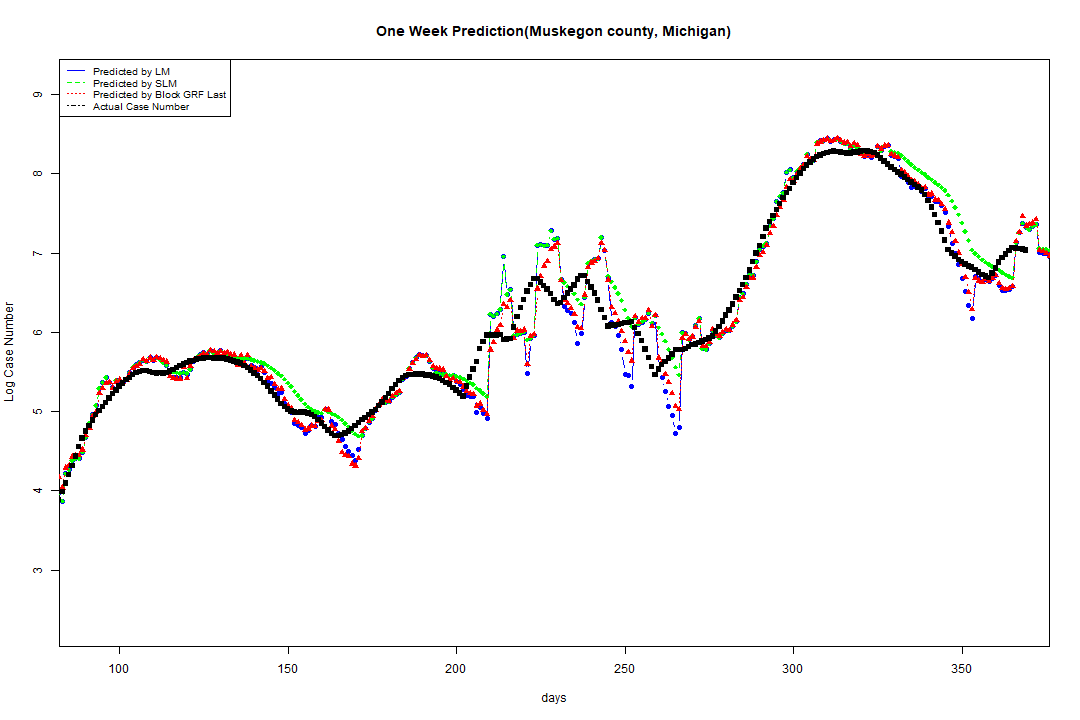 One Week Prediction(Muskegon county, Michigan)
Predicted by LM
Predicted by SLM
Predicted by Block GRF Last
Actual Case Number
9
8
7
6
5
4
3
Log Case Number
100 150 200 250 300 350
days